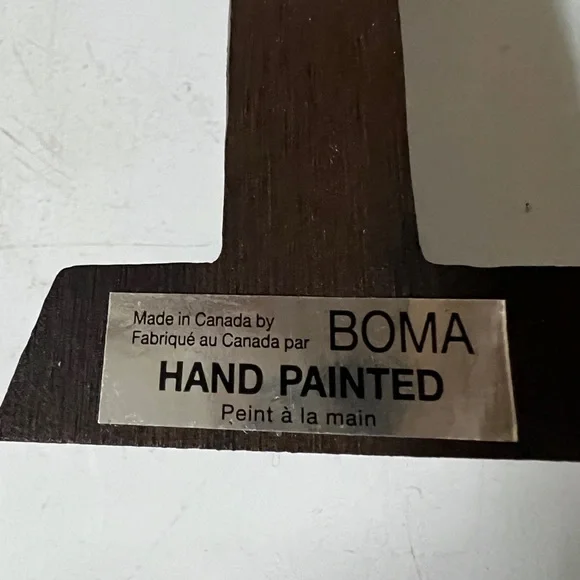 Made in Canada by
Fabriqué au Canada par BOMA
HAND PAINTED
Peint à la main